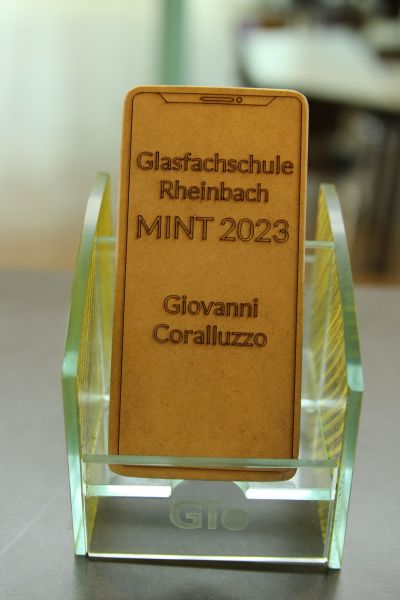 Glasfachschule
Rheinbach
MINT 2023
Giovanni
Coralluzzo
Gio